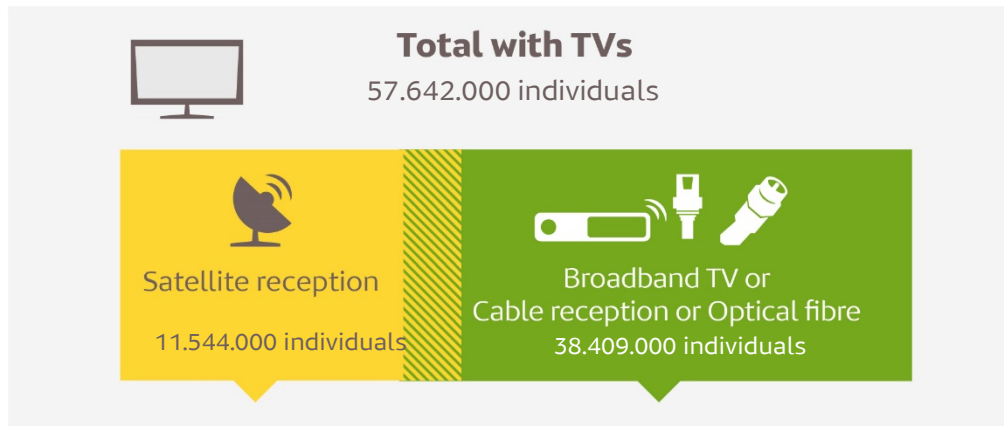 Total with TVs
57.642.000 individuals
Satellite reception
11.544.000 individuals
Broadband TV or
Cable reception or Optical fibre
38.409.000 individuals